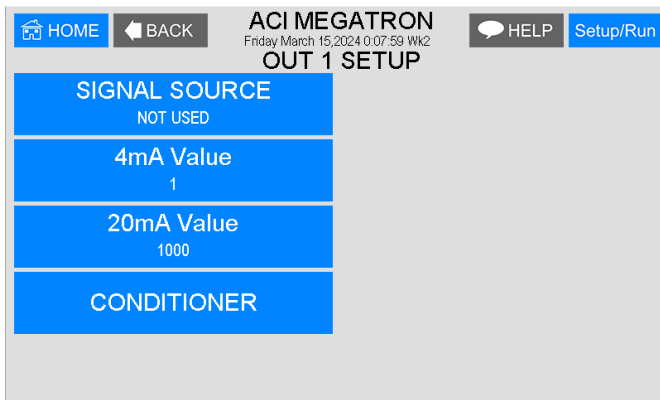 HOME
BACK
ACI MEGATRON
Friday March 15,2024 0:07:59 Wk2
OUT 1 SETUP
HELP
Setup/Run
SIGNAL SOURCE
NOT USED
4mA Value
1
20mA Value
1000
CONDITIONER